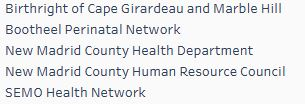 Birthright of Cape Girardeau and Marble Hill
Bootheel Perinatal Network
New Madrid County Health Department
New Madrid County Human Resource Council
SEMO Health Network